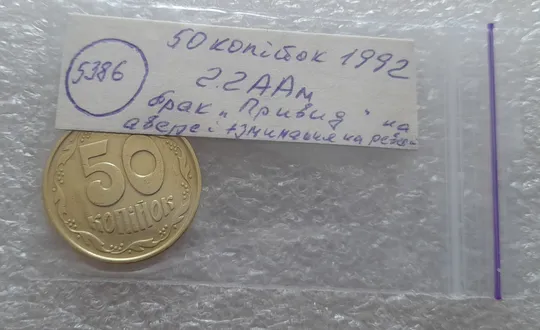 50 копійок 1992
5386
2.2ААм
брак „Привид" на
аверсі
50
КОПІЙОК